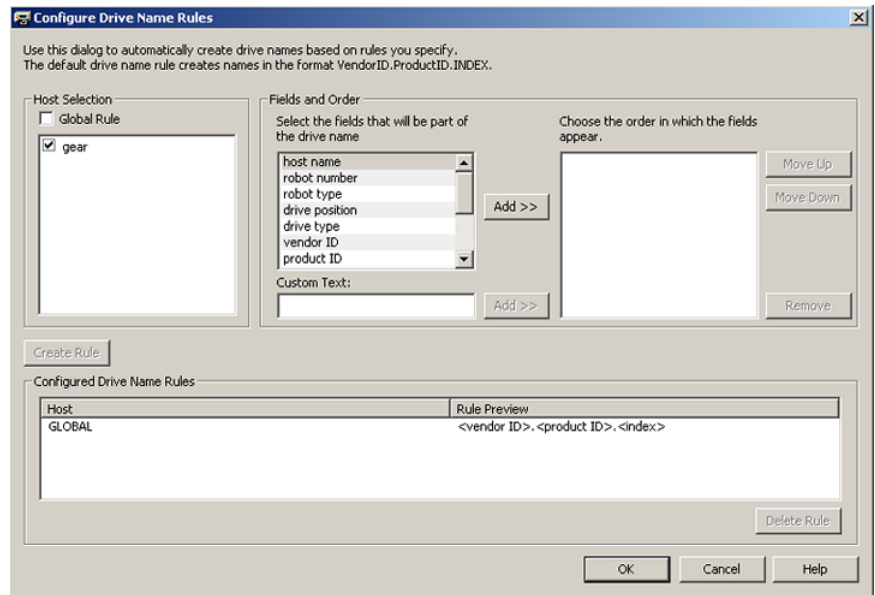 Configure Drive Name Rules
Use this dialog to automatically create drive names based on rules you specify.
The default drive name rule creates names in the format VendorID.ProductID.INDEX.
Host Selection
Global Rule
gear
Fields and Order
Select the fields that will be part of
the drive name
host name
robot number
robot type
drive position
drive type
vendor ID
product ID
Custom Text:
Add >>
Add >>
Choose the order in which the fields
appear.
Move Up
Move Down
Remove
Create Rule
Configured Drive Name Rules
Host Rule Preview
GLOBAL <vendor ID>.<product ID>.<index>
Delete Rule
OK Cancel Help